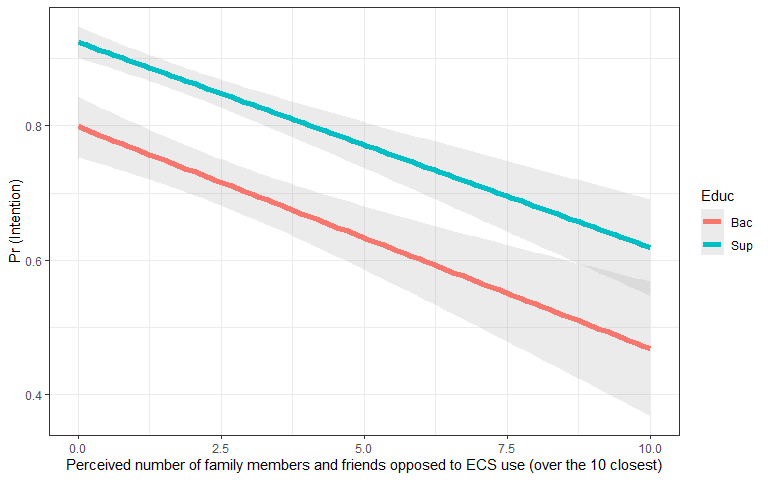 Pr (Intention)
0.8
0.6
0.4
0.0 2.5 5.0 7.5 10.0
Perceived number of family members and friends opposed to ECS use (over the 10 closest)
Educ
Bac
Sup